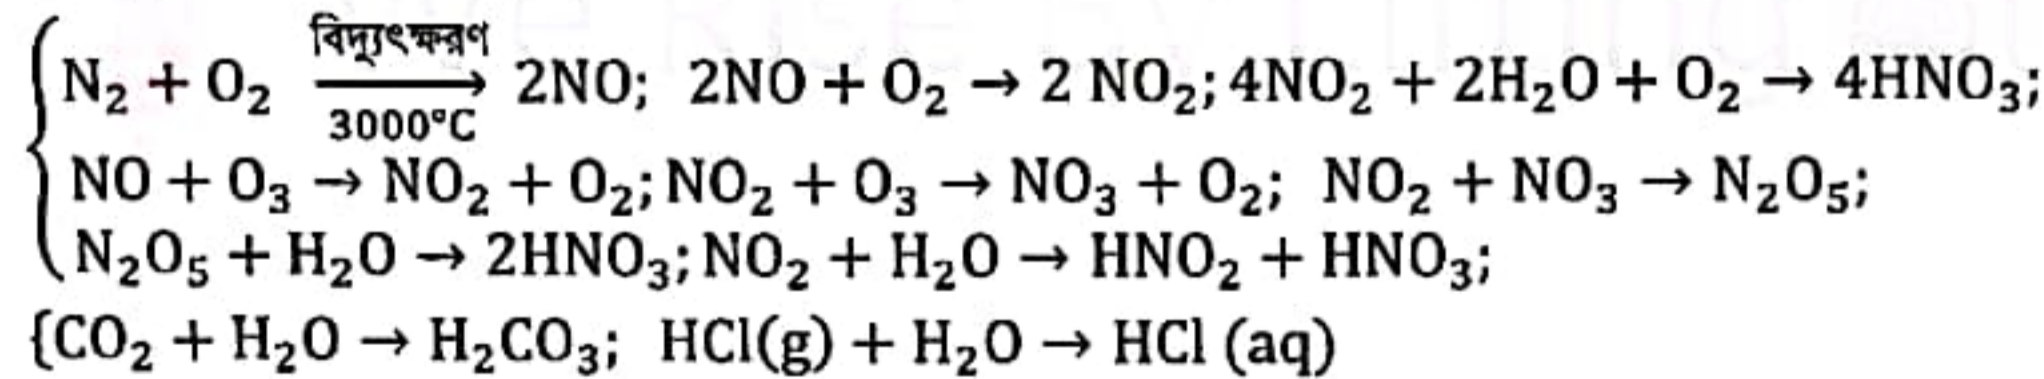 N₂ + O₂ বিদ্যুৎক্ষরণ → 3000°C 2NO; 2NO + O₂ → 2 NO₂; 4NO₂ + 2H₂O + O₂ → 4HNO₃;
NO + O₃ → NO₂ + O₂; NO₂ + O₃ → NO₃ + O₂; NO₂ + NO₃ → N₂O₅;
N₂O₅ + H₂O → 2HNO₃; NO₂ + H₂O → HNO₂ + HNO₃;
{CO₂ + H₂O → H₂CO₃; HCl(g) + H₂O → HCl (aq)